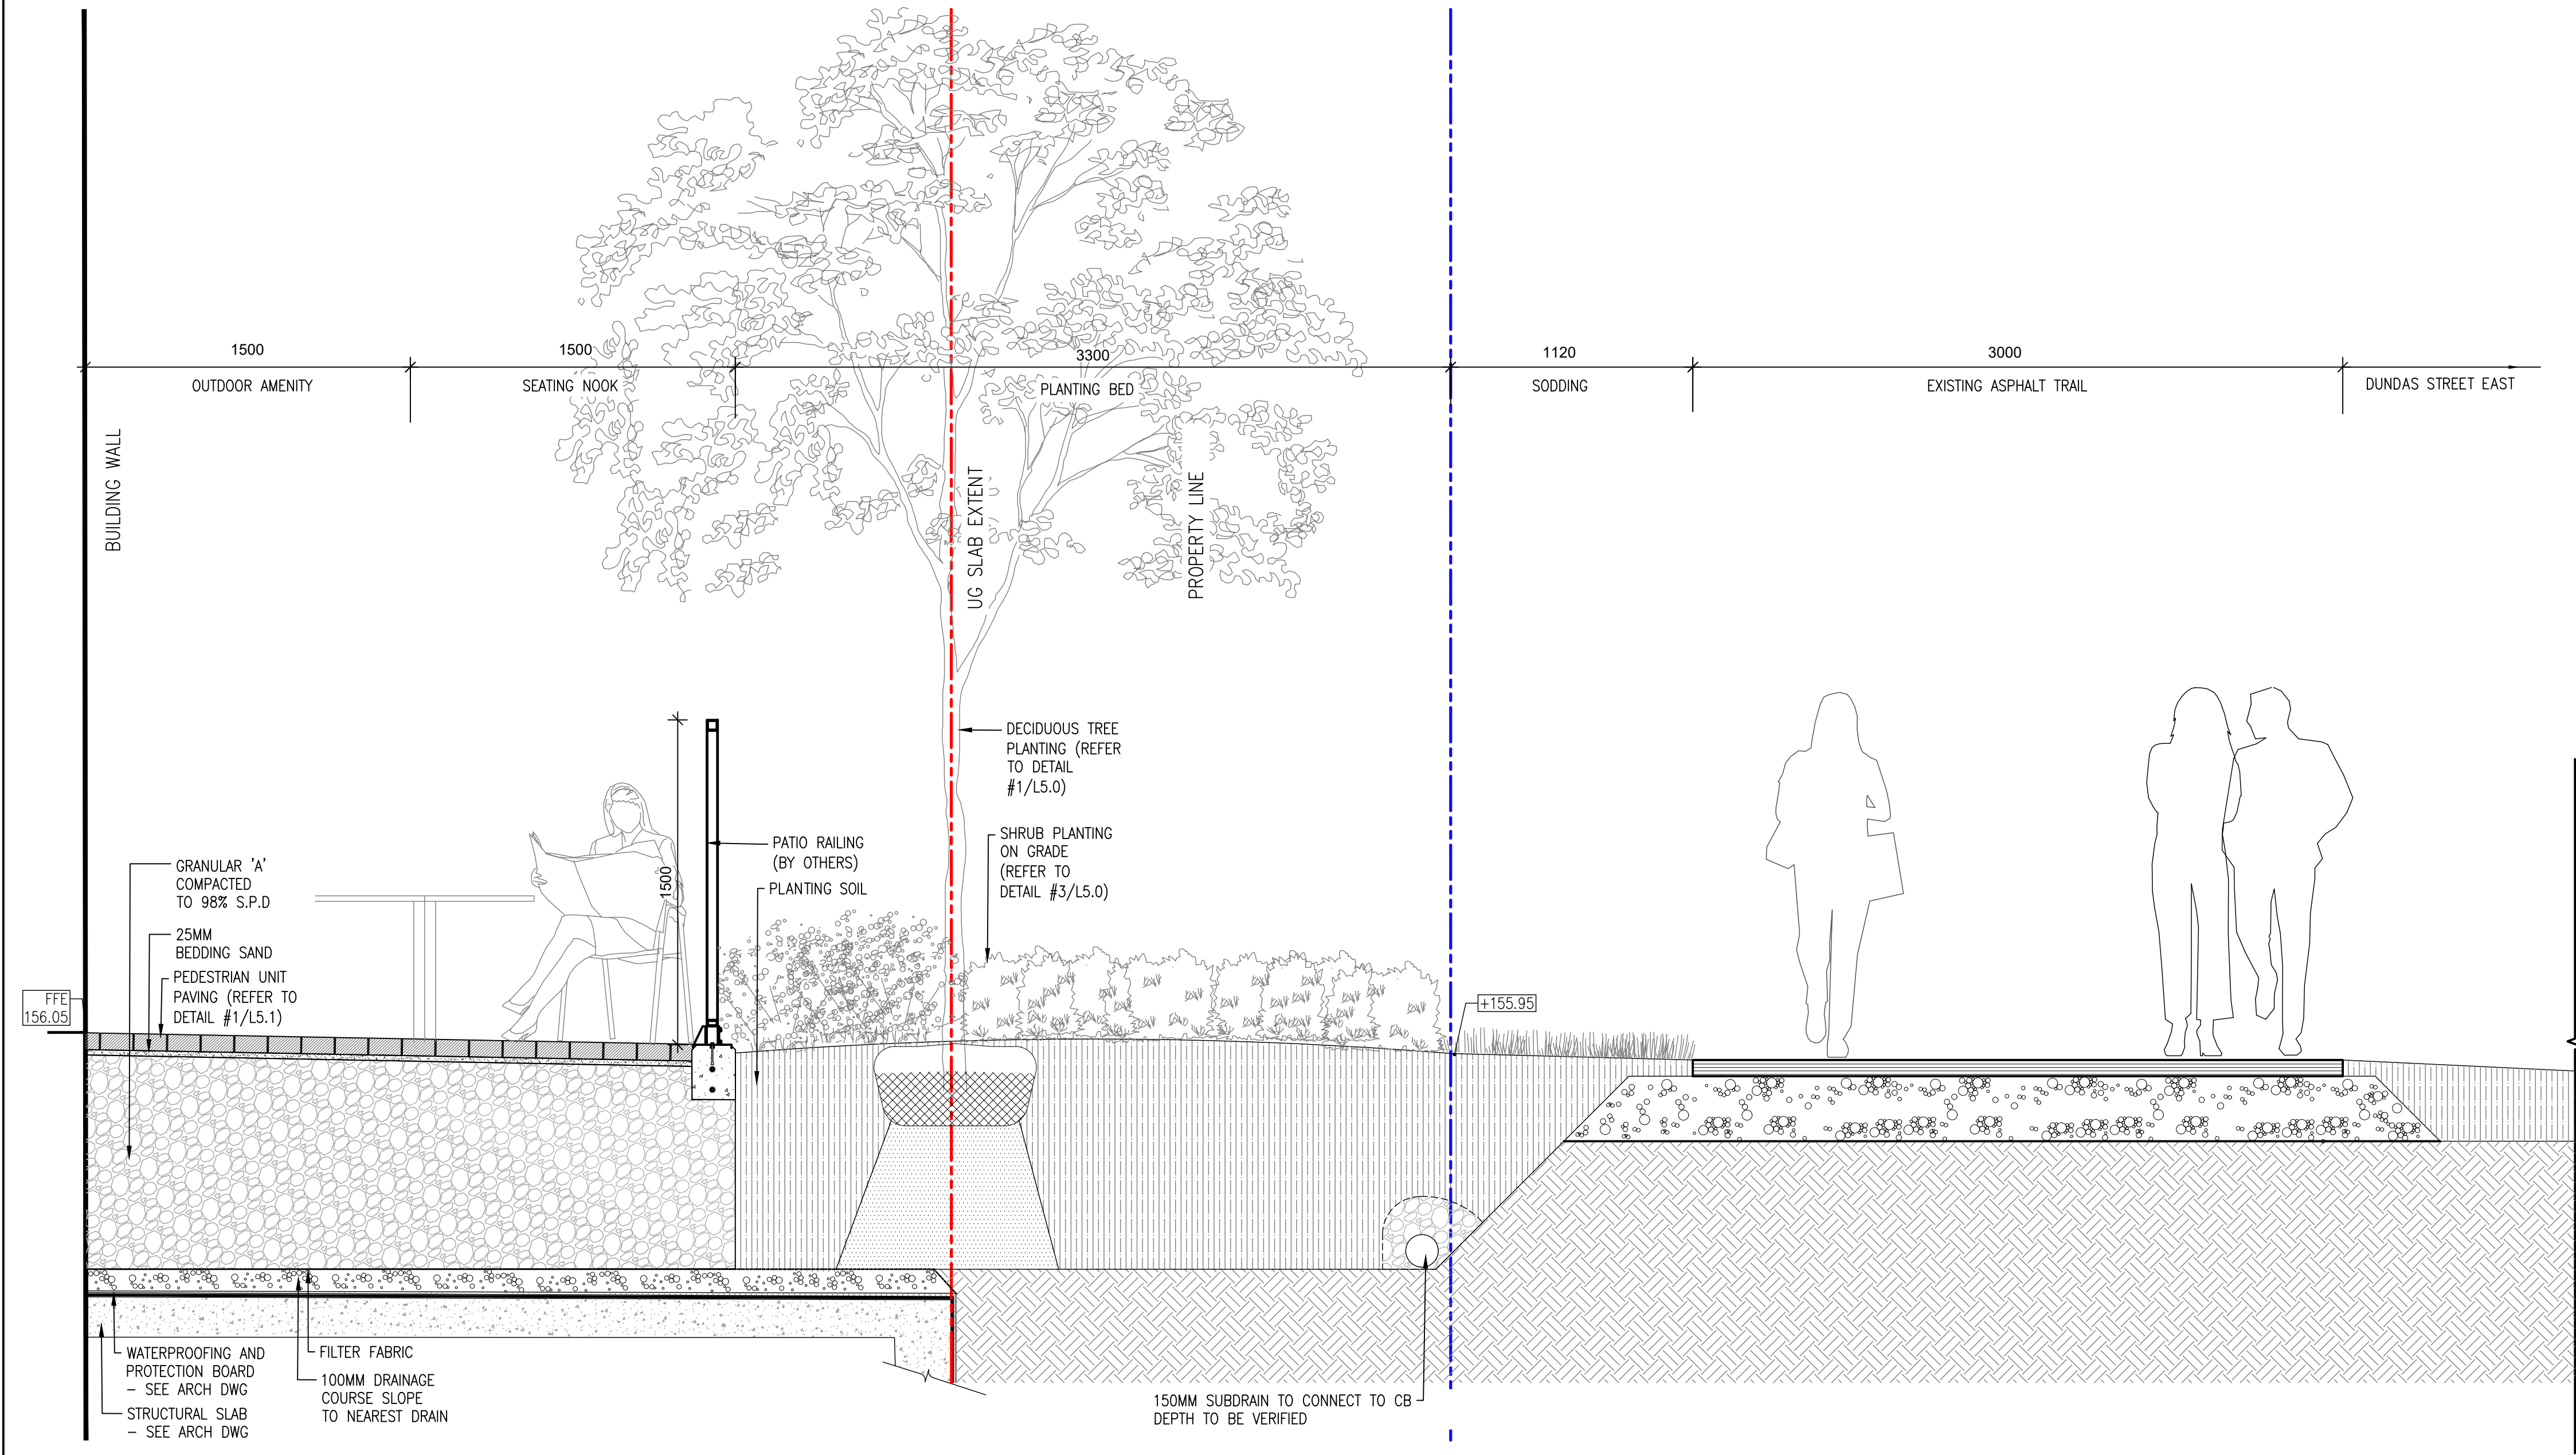 1500
1500
3300
1120
3000
OUTDOOR AMENITY
SEATING NOOK
PLANTING BED
SODDING
EXISTING ASPHALT TRAIL
DUNDAS STREET EAST
BUILDING WALL
UG SLAB EXTENT
PROPERTY LINE
DECIDUOUS TREE
PLANTING (REFER
TO DETAIL
#1/L5.0)
SHRUB PLANTING
ON GRADE
(REFER TO
DETAIL #3/L5.0)
PATIO RAILING
(BY OTHERS)
PLANTING SOIL
1500
GRANULAR 'A'
COMPACTED
TO 98% S.P.D
25MM
BEDDING SAND
PEDESTRIAN UNIT
PAVING (REFER TO
DETAIL #1/L5.1)
FFE
156.05
+155.95
WATERPROOFING AND
PROTECTION BOARD
- SEE ARCH DWG
STRUCTURAL SLAB
- SEE ARCH DWG
FILTER FABRIC
100MM DRAINAGE
COURSE SLOPE
TO NEAREST DRAIN
150MM SUBDRAIN TO CONNECT TO CB
DEPTH TO BE VERIFIED